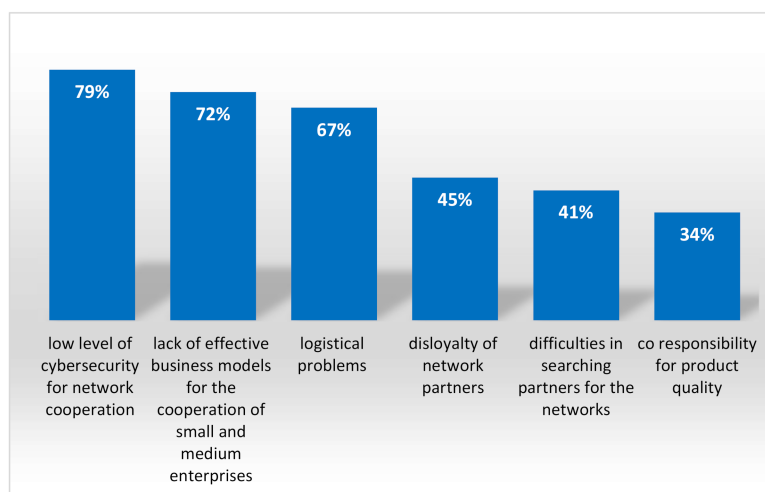 79%
72%
67%
45%
41%
34%
low level of
cybersecurity
for network
cooperation
lack of effective
business models
for the
cooperation of
small and
medium
enterprises
logistical
problems
disloyalty of
network
partners
difficulties in
searching
partners for the
networks
co responsibility
for product
quality